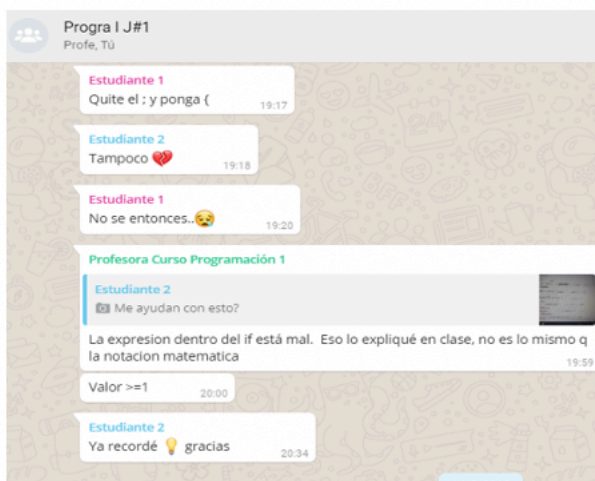 Progra I J#1
Profe, Tú
Estudiante 1
Quite el ; y ponga {
19:17
Estudiante 2
Tampoco 💔
19:18
Estudiante 1
No se entonces..😪
19:20
Profesora Curso Programación 1
Estudiante 2
📷 Me ayudan con esto?
La expresion dentro del if está mal. Eso lo expliqué en clase, no es lo mismo q
la notacion matematica
19:59
Valor >=1
20:00
Estudiante 2
Ya recordé 💡 gracias
20:34